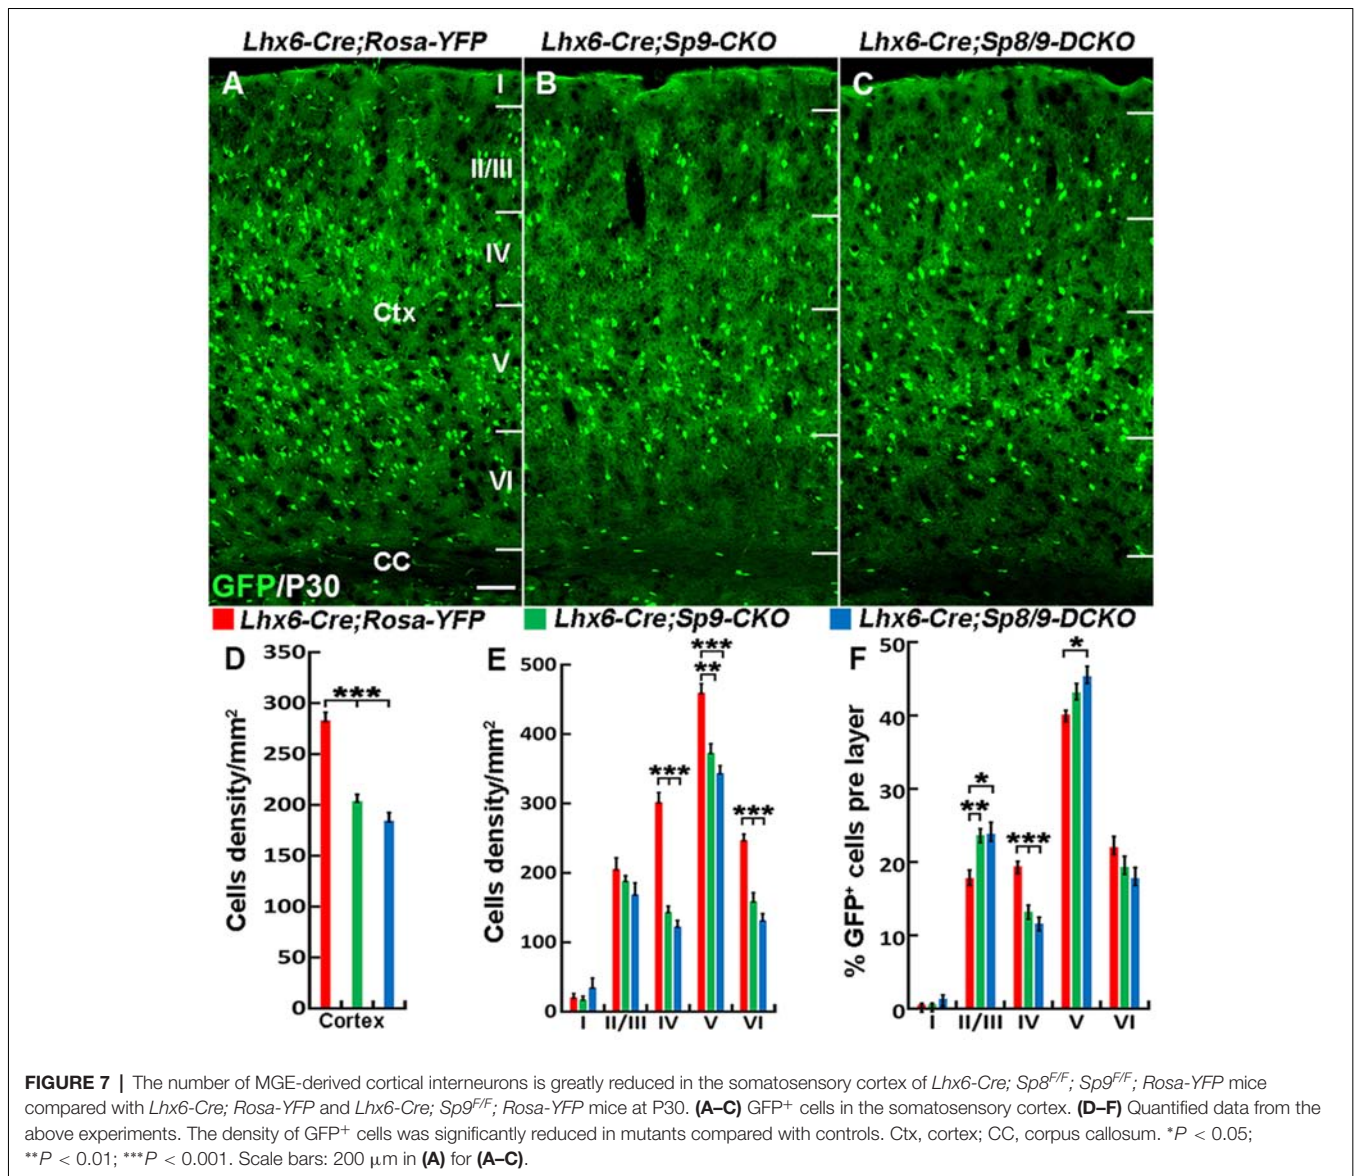 Lhx6-Cre;Rosa-YFP
Lhx6-Cre;Sp9-CKO
Lhx6-Cre;Sp8/9-DCKO
A
I
II/III
IV
Ctx
V
VI
CC
GFP/P30
B
C
Lhx6-Cre;Rosa-YFP
Lhx6-Cre;Sp9-CKO
Lhx6-Cre;Sp8/9-DCKO
D
Cells density/mm²
350
300
250
200
150
100
50
0
***
Cortex
E
Cells density/mm²
500
400
300
200
100
0
***
***
**
***
I II/III IV V VI
F
% GFP⁺ cells pre layer
50
40
30
20
10
0
*
**
***
*
I II/III IV V VI
FIGURE 7 | The number of MGE-derived cortical interneurons is greatly reduced in the somatosensory cortex of Lhx6-Cre; Sp8F/F; Sp9F/F; Rosa-YFP mice
compared with Lhx6-Cre; Rosa-YFP and Lhx6-Cre; Sp9F/F; Rosa-YFP mice at P30. (A–C) GFP⁺ cells in the somatosensory cortex. (D–F) Quantified data from the
above experiments. The density of GFP⁺ cells was significantly reduced in mutants compared with controls. Ctx, cortex; CC, corpus callosum. *P < 0.05;
**P < 0.01; ***P < 0.001. Scale bars: 200 μm in (A) for (A–C).